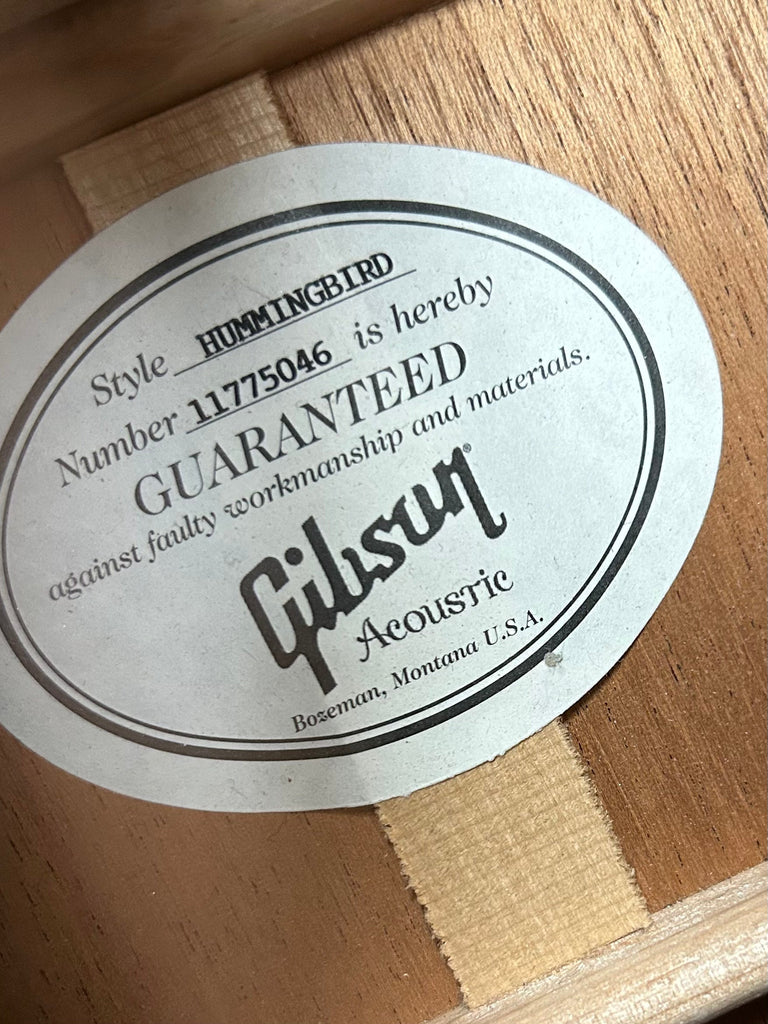 Style HUMMINGBIRD
Number 11775046 is hereby
GUARANTEED
against faulty workmanship and materials.
Gibson®
Acoustic
Bozeman, Montana U.S.A.